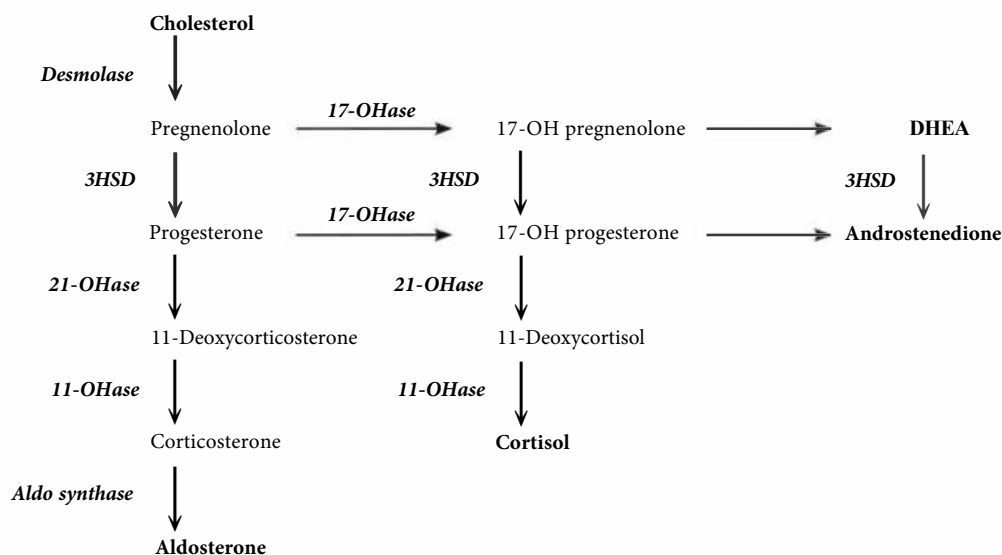 Cholesterol
Desmolase
17-OHase
Pregnenolone
17-OH pregnenolone
DHEA
3HSD
3HSD
3HSD
17-OHase
Progesterone
17-OH progesterone
Androstenedione
21-OHase
21-OHase
11-Deoxycorticosterone
11-Deoxycortisol
11-OHase
11-OHase
Corticosterone
Cortisol
Aldo synthase
Aldosterone